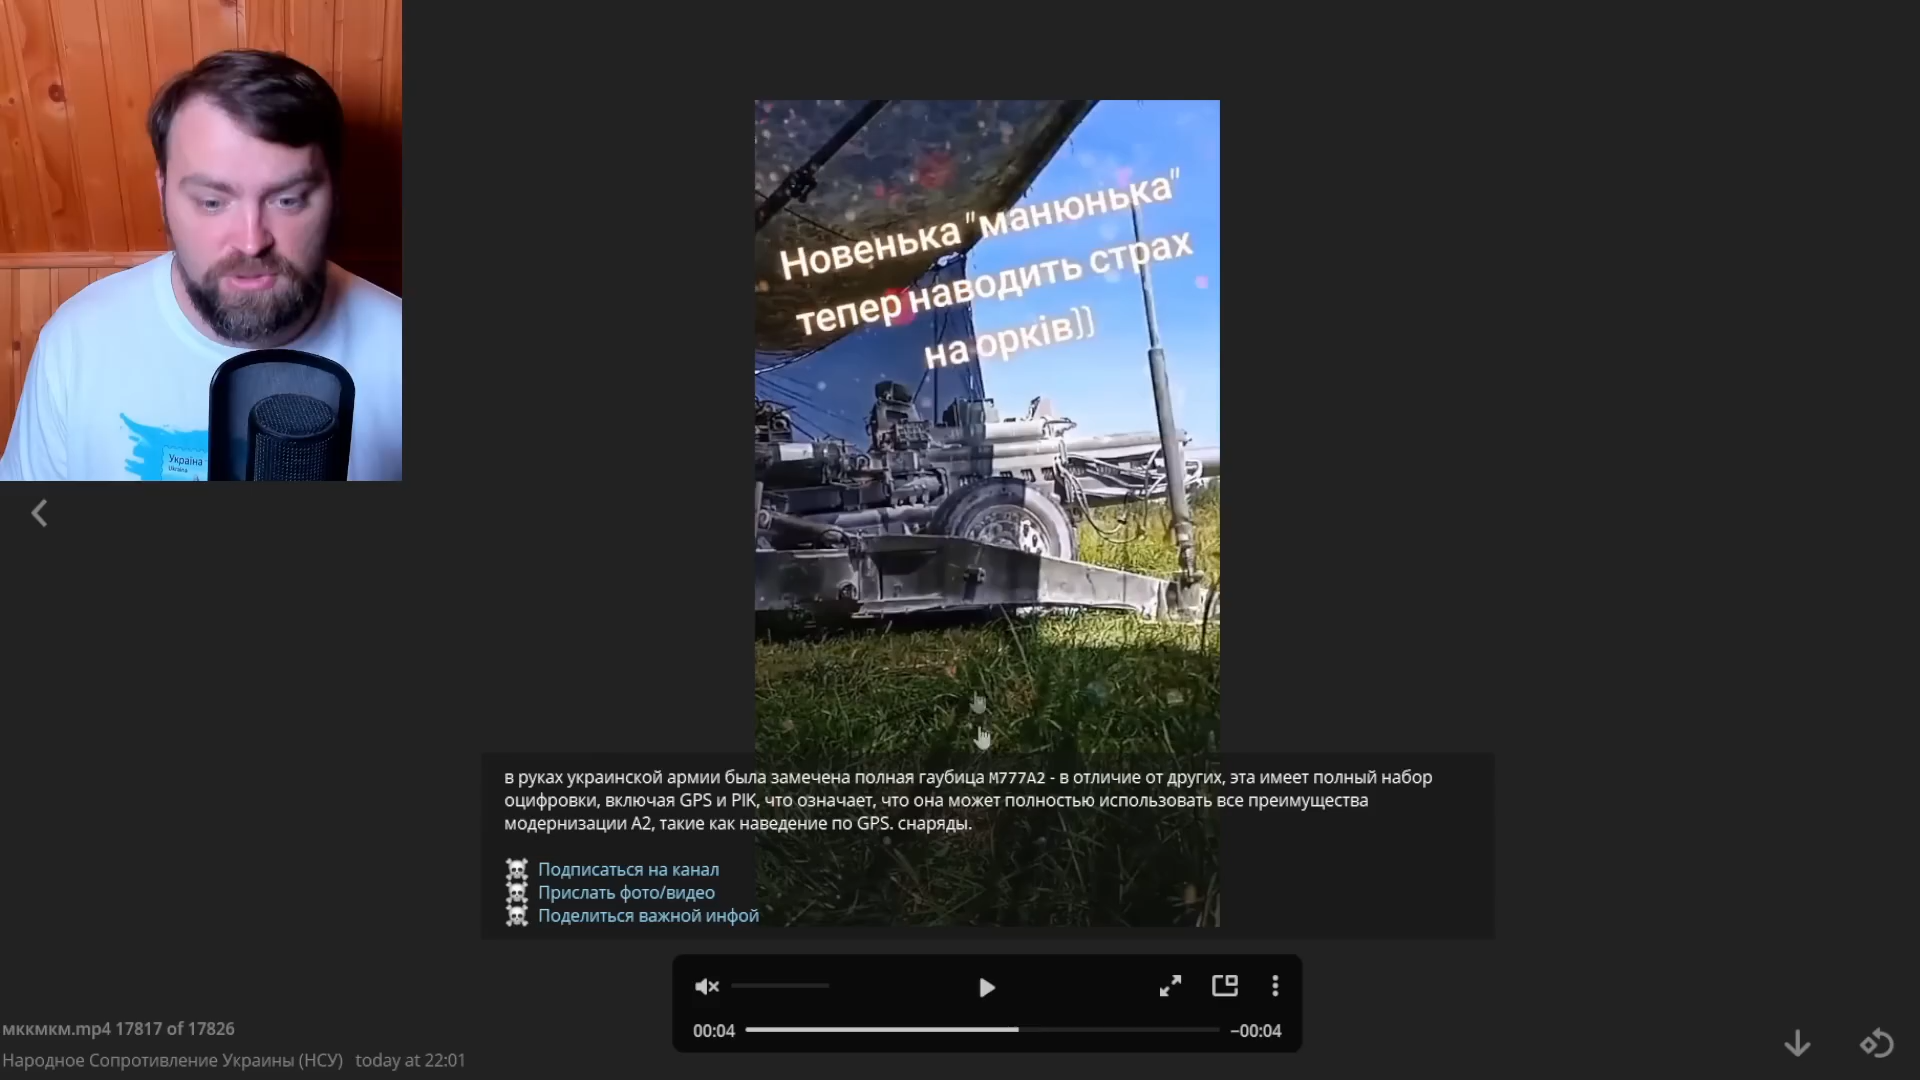 Україна
Ukraine
Новенька "манюнька"
тепер наводить страх
на орків))
в руках украинской армии была замечена полная гаубица M777A2 - в отличие от других, эта имеет полный набор
оцифровки, включая GPS и PIK, что означает, что она может полностью использовать все преимущества
модернизации A2, такие как наведение по GPS. снаряды.
Подписаться на канал
Прислать фото/видео
Поделиться важной инфой
00:04
-00:04
мккмкм.mp4 17817 of 17826
Народное Сопротивление Украины (НСУ) today at 22:01